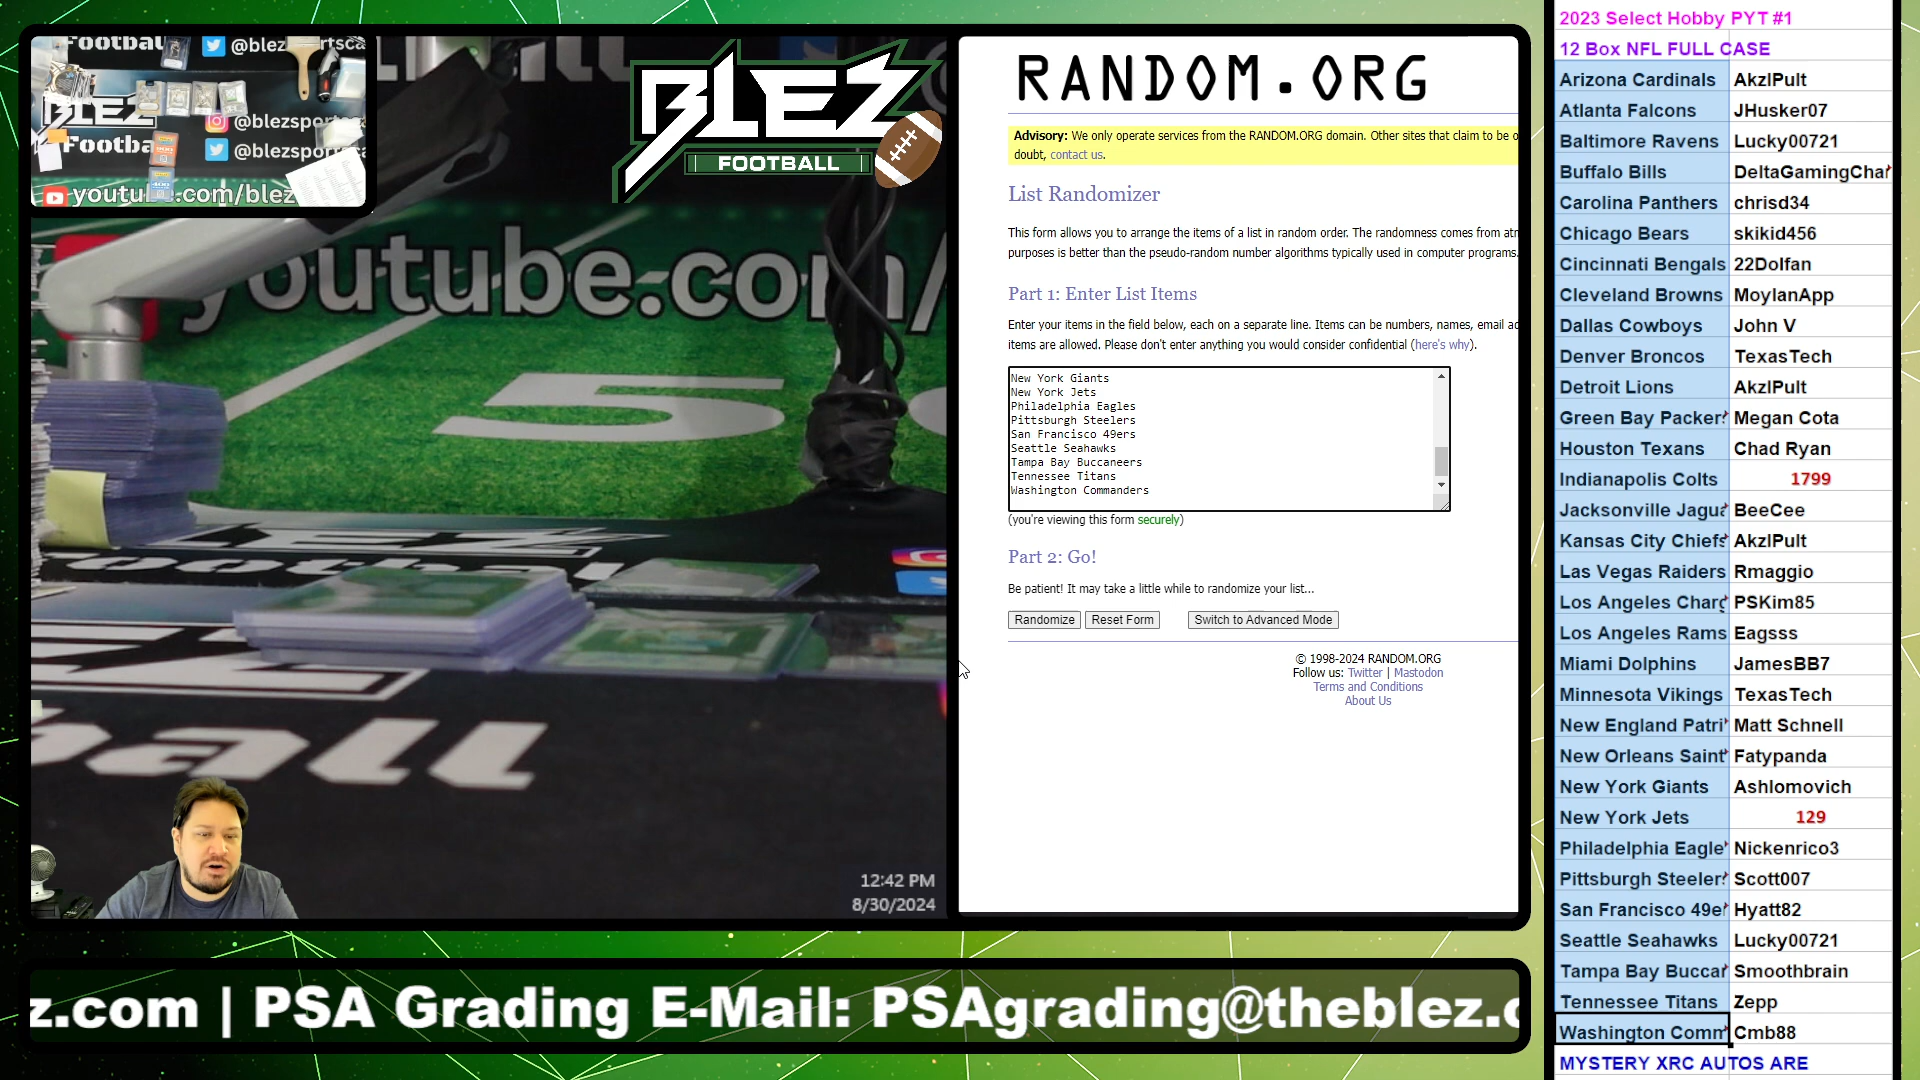 Football
@blezsportsca
BLEZ
@blezsports
Footba
@blezsportsca
youtube.com/blez
BLEZ
FOOTBALL
youtube.com/
5
ball
12:42 PM
8/30/2024
RANDOM.ORG
Advisory: We only operate services from the RANDOM.ORG domain. Other sites that claim to be o
doubt, contact us.
List Randomizer
This form allows you to arrange the items of a list in random order. The randomness comes from atm
purposes is better than the pseudo-random number algorithms typically used in computer programs.
Part 1: Enter List Items
Enter your items in the field below, each on a separate line. Items can be numbers, names, email ad
items are allowed. Please don't enter anything you would consider confidential (here's why).
New York Giants
New York Jets
Philadelphia Eagles
Pittsburgh Steelers
San Francisco 49ers
Seattle Seahawks
Tampa Bay Buccaneers
Tennessee Titans
Washington Commanders
(you're viewing this form securely)
Part 2: Go!
Be patient! It may take a little while to randomize your list...
Randomize Reset Form Switch to Advanced Mode
© 1998-2024 RANDOM.ORG
Follow us: Twitter | Mastodon
Terms and Conditions
About Us
2023 Select Hobby PYT #1
12 Box NFL FULL CASE
Arizona Cardinals AkzlPult
Atlanta Falcons JHusker07
Baltimore Ravens Lucky00721
Buffalo Bills DeltaGamingChar
Carolina Panthers chrisd34
Chicago Bears skikid456
Cincinnati Bengals 22Dolfan
Cleveland Browns MoylanApp
Dallas Cowboys John V
Denver Broncos TexasTech
Detroit Lions AkzlPult
Green Bay Packers Megan Cota
Houston Texans Chad Ryan
Indianapolis Colts 1799
Jacksonville Jagua BeeCee
Kansas City Chiefs AkzlPult
Las Vegas Raiders Rmaggio
Los Angeles Charg PSKim85
Los Angeles Rams Eagsss
Miami Dolphins JamesBB7
Minnesota Vikings TexasTech
New England Patri Matt Schnell
New Orleans Saint Fatypanda
New York Giants Ashlomovich
New York Jets 129
Philadelphia Eagle Nickenrico3
Pittsburgh Steelers Scott007
San Francisco 49er Hyatt82
Seattle Seahawks Lucky00721
Tampa Bay Buccan Smoothbrain
Tennessee Titans Zepp
Washington Comm Cmb88
MYSTERY XRC AUTOS ARE
z.com | PSA Grading E-Mail: PSAgrading@theblez.c